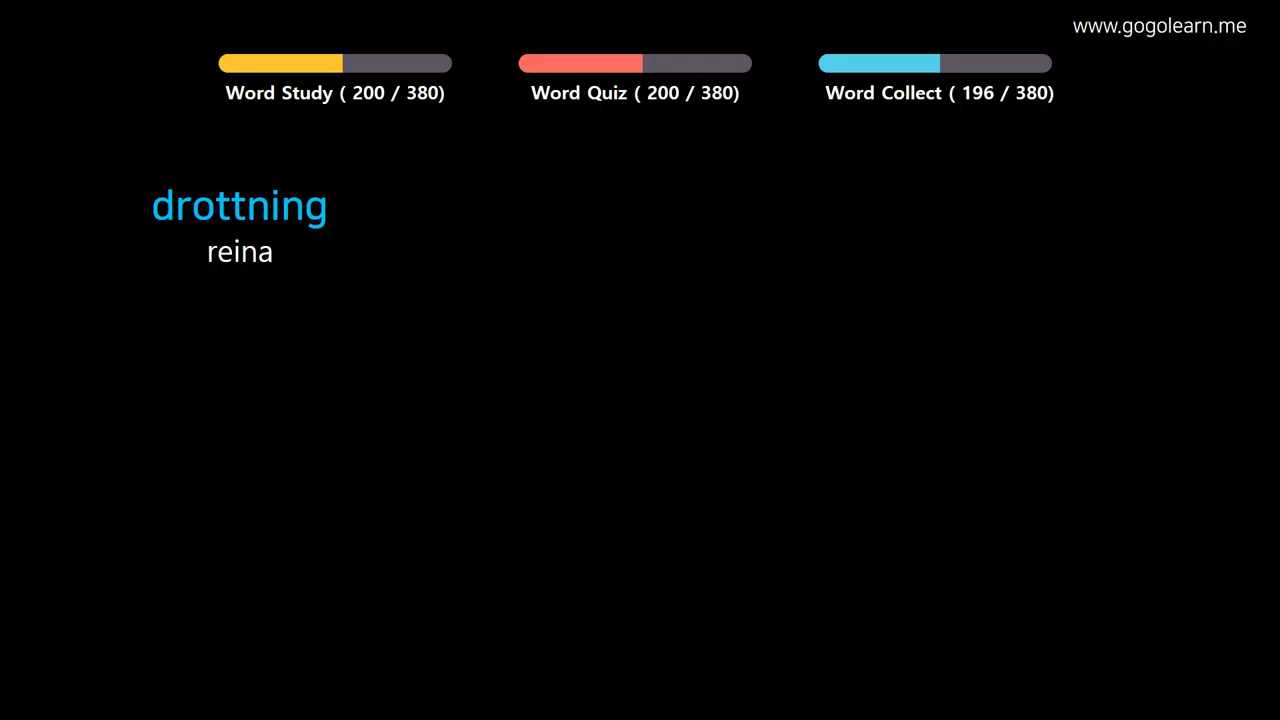 www.gogolearn.me
Word Study ( 200 / 380)
Word Quiz ( 200 / 380)
Word Collect ( 196 / 380)
drottning
reina